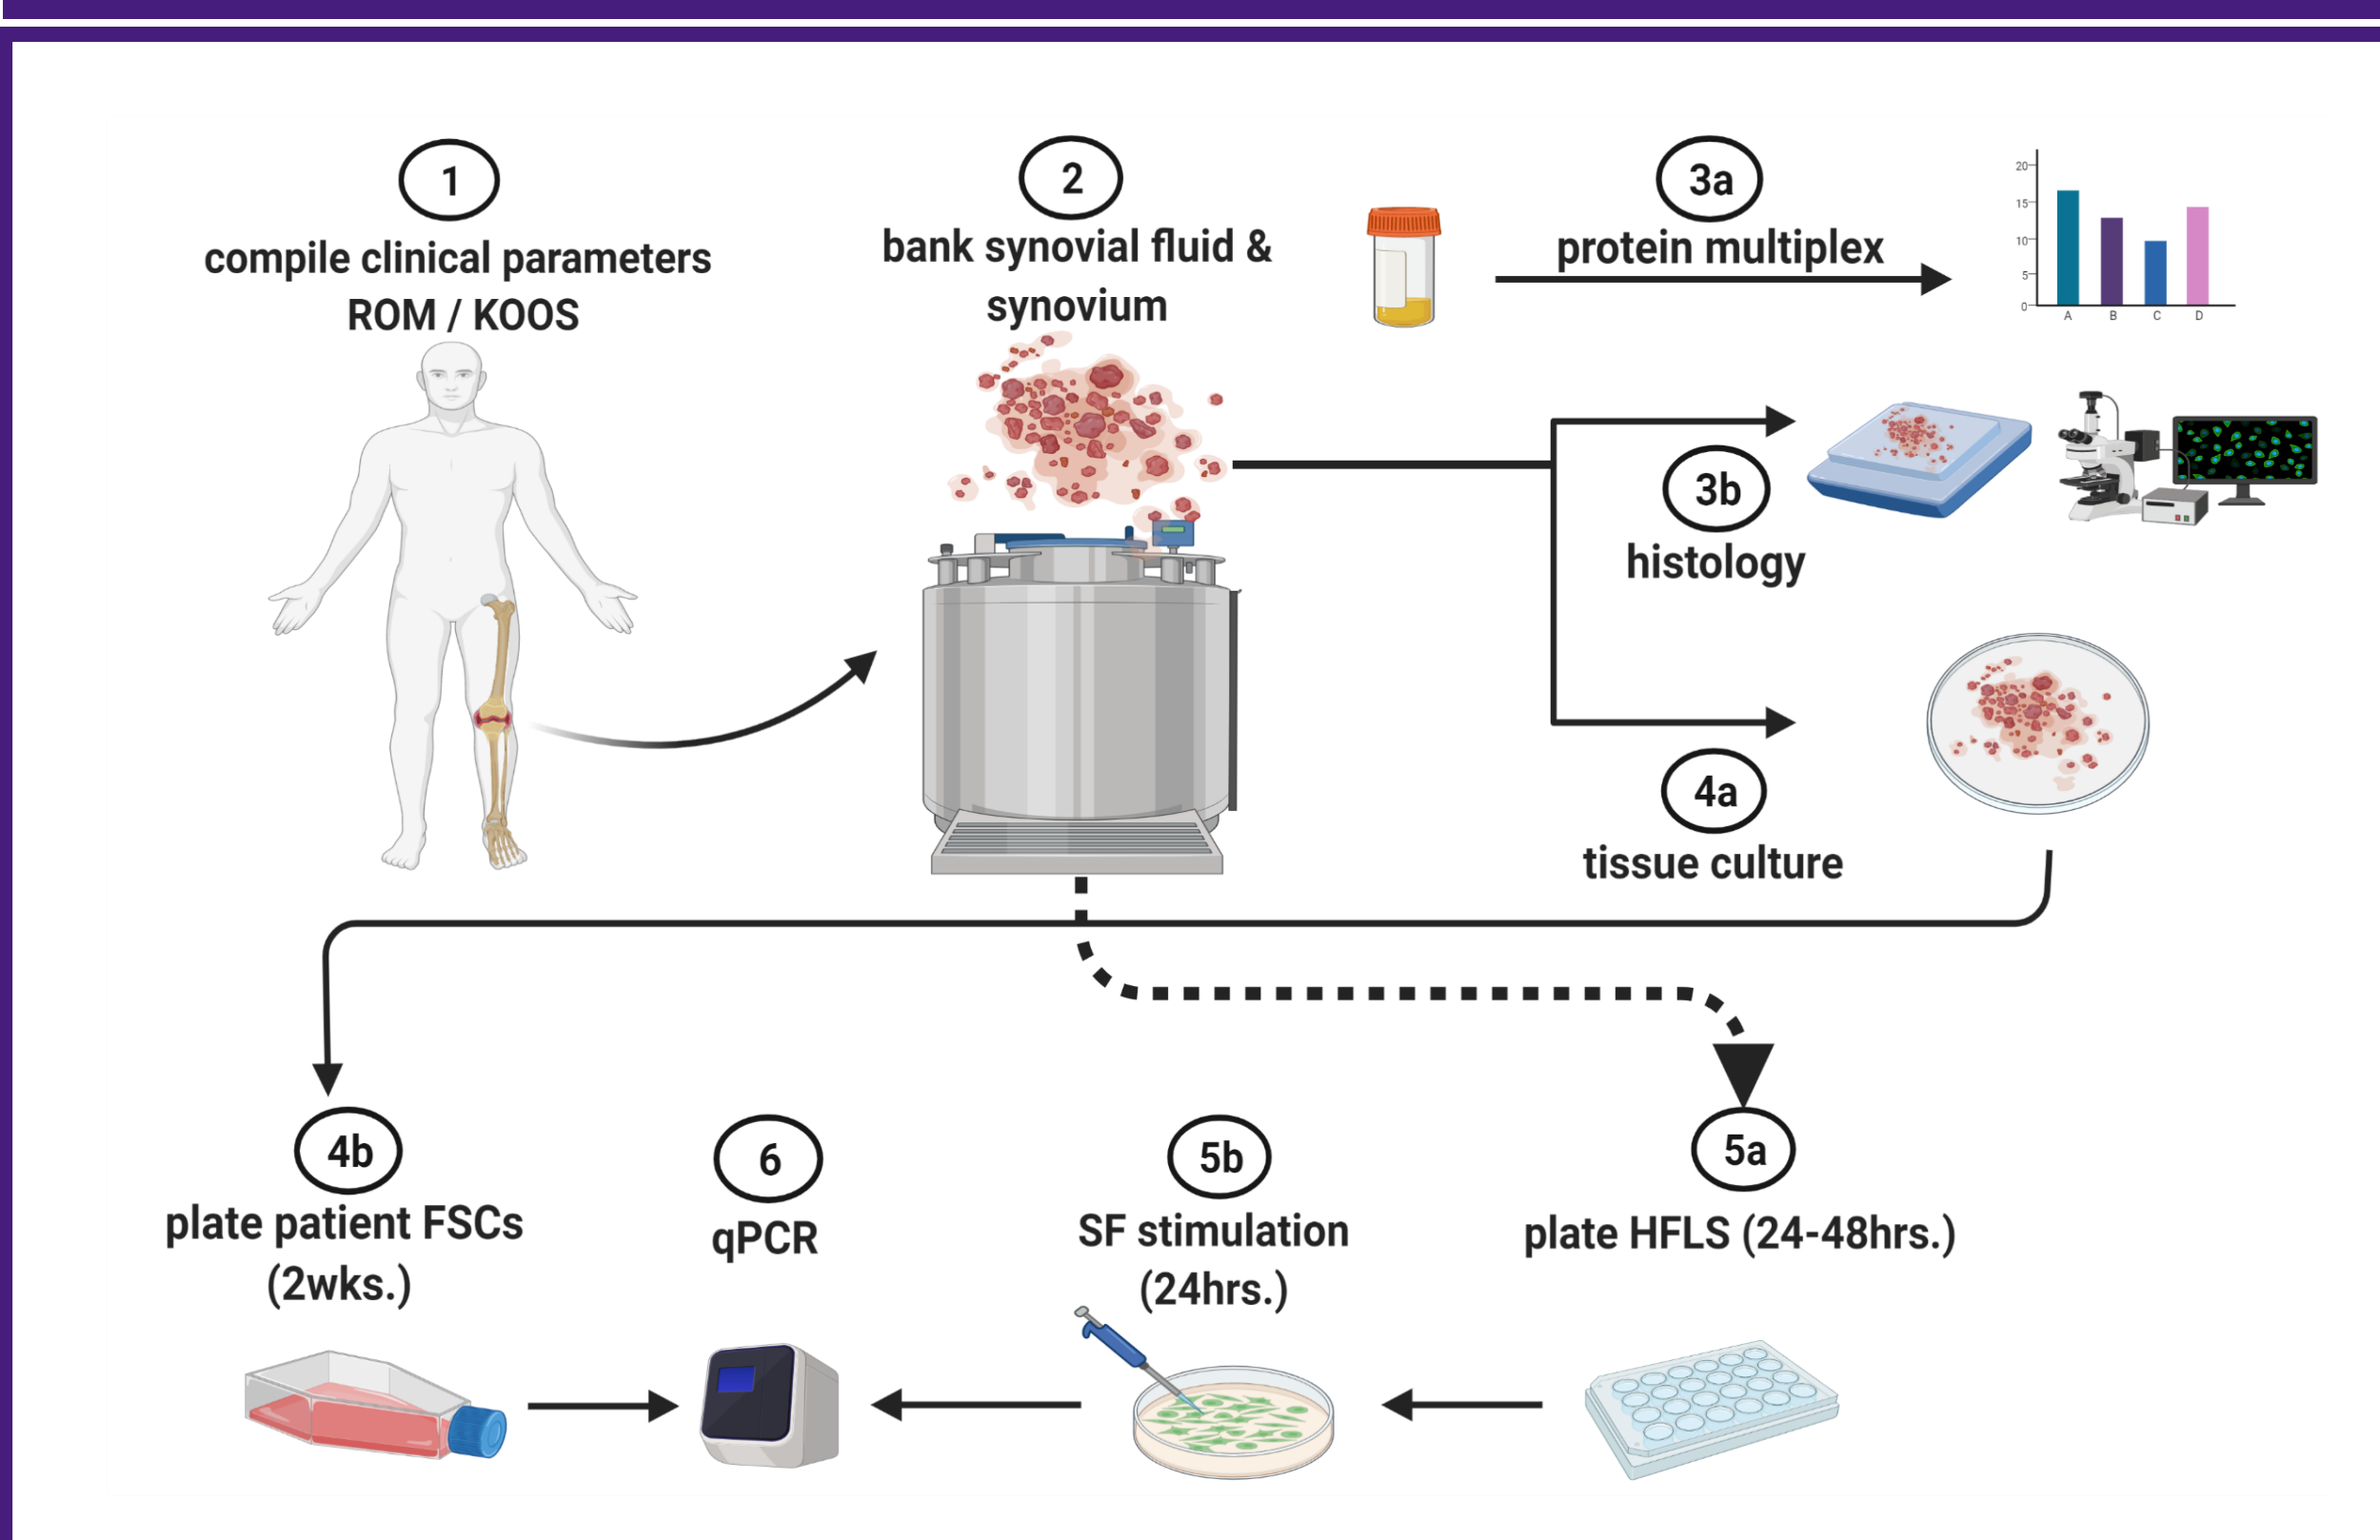 1
compile clinical parameters
ROM / KOOS
2
bank synovial fluid &
synovium
3a
protein multiplex
20
15
10
5
0
A B C D
3b
histology
4a
tissue culture
4b
plate patient FSCs
(2wks.)
6
qPCR
5b
SF stimulation
(24hrs.)
5a
plate HFLS (24-48hrs.)